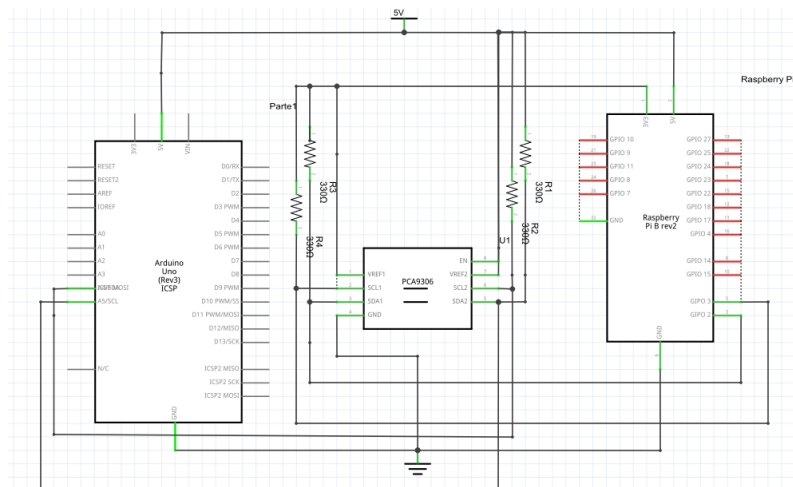 5V
Raspberry Pi
Parte1
3V3
5V
VIN
RESET
RESET2
AREF
IOREF
A0
A1
A2
A3
A5/SCL
N/C
D0/RX
D1/TX
D2
D3 PWM
D4
D5 PWM
D6 PWM
D7
D8
D9 PWM
D10 PWM/SS
D11 PWM/MOSI
D12/MISO
D13/SCK
ICSP2 MISO
ICSP2 SCK
ICSP2 MOSI
GND
Arduino
Uno
(Rev3)
ICSP
R3
330Ω
R4
330Ω
R1
330Ω
R2
330Ω
U1
PCA9306
VREF1
SCL1
SDA1
GND
EN
VREF2
SCL2
SDA2
3V3
5V
GPIO 10
GPIO 9
GPIO 11
GPIO 8
GPIO 7
GND
Raspberry
Pi B rev2
GPIO 27
GPIO 25
GPIO 24
GPIO 23
GPIO 22
GPIO 18
GPIO 17
GPIO 4
GPIO 14
GPIO 15
GIPO 3
GIPO 2
GND